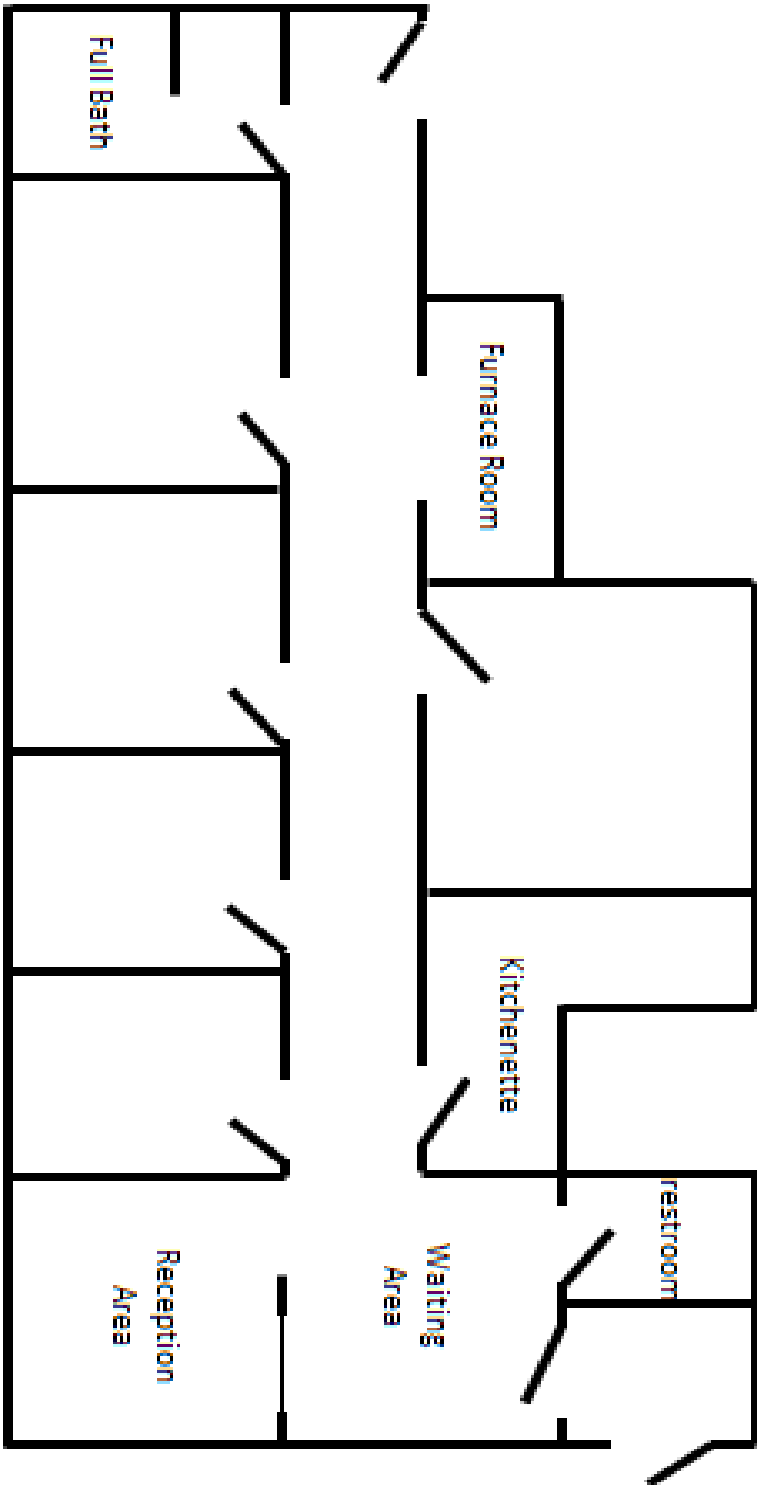 Full Bath
Furnace Room
Kitchenette
restroom
Waiting
Area
Reception
Area